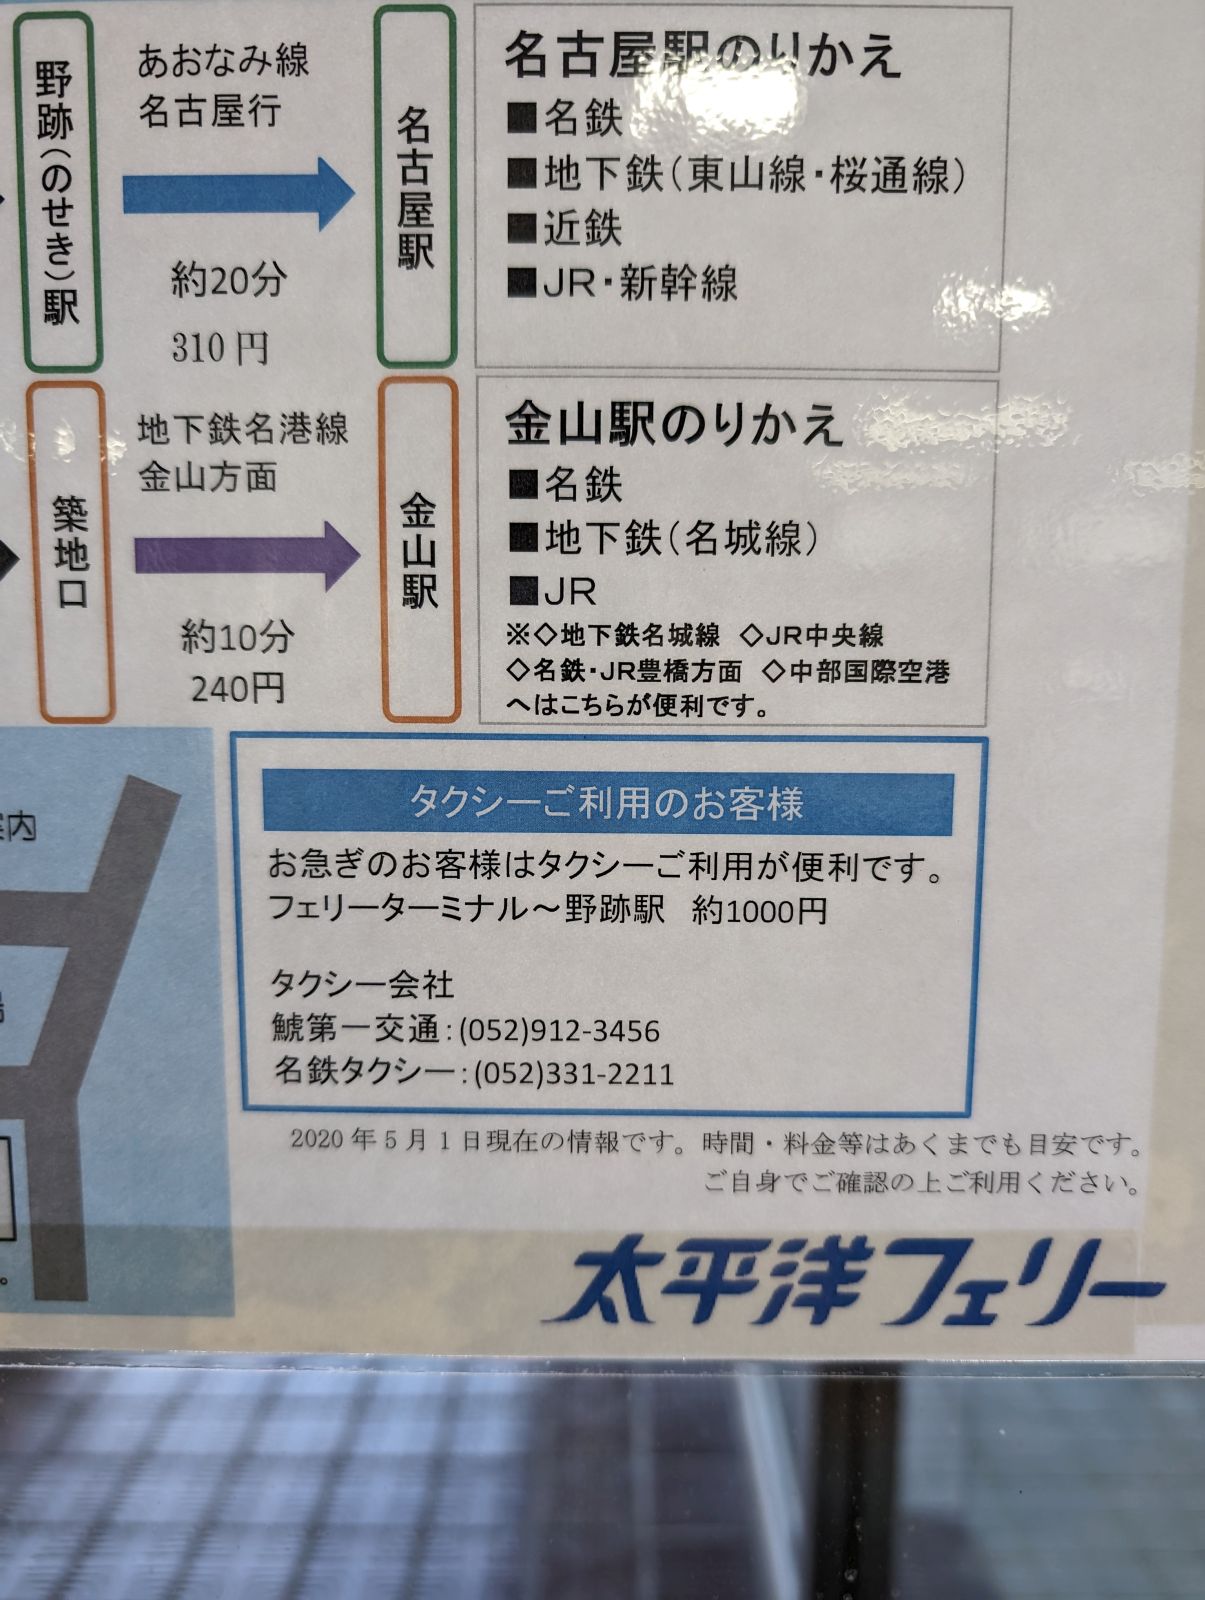 野跡(のせき)駅
あおなみ線
名古屋行
約20分
310円
名古屋駅
名古屋駅のりかえ
■名鉄
■地下鉄(東山線・桜通線)
■近鉄
■JR・新幹線
築地口
地下鉄名港線
金山方面
約10分
240円
金山駅
金山駅のりかえ
■名鉄
■地下鉄(名城線)
■JR
※◇地下鉄名城線 ◇JR中央線
◇名鉄・JR豊橋方面 ◇中部国際空港
へはこちらが便利です。
内
タクシーご利用のお客様
お急ぎのお客様はタクシーご利用が便利です。
フェリーターミナル～野跡駅 約1000円
タクシー会社
鯱第一交通:(052)912-3456
名鉄タクシー:(052)331-2211
2020年5月1日現在の情報です。時間・料金等はあくまでも目安です。
ご自身でご確認の上ご利用ください。
。
太平洋フェリー